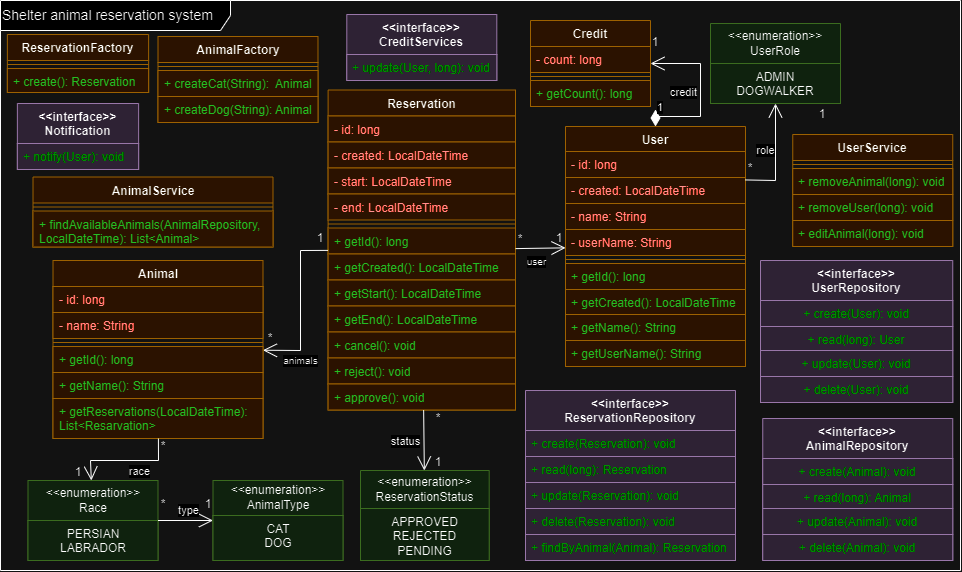 Shelter animal reservation system
ReservationFactory
+ create(): Reservation
AnimalFactory
+ createCat(String): Animal
+ createDog(String): Animal
<<interface>>
CreditServices
+ update(User, long): void
Credit
- count: long
+ getCount(): long
1
credit
1
<<enumeration>>
UserRole
ADMIN
DOGWALKER
1
role
*
<<interface>>
Notification
+ notify(User): void
Reservation
- id: long
- created: LocalDateTime
- start: LocalDateTime
- end: LocalDateTime
+ getId(): long
+ getCreated(): LocalDateTime
+ getStart(): LocalDateTime
+ getEnd(): LocalDateTime
+ cancel(): void
+ reject(): void
+ approve(): void
User
- id: long
- created: LocalDateTime
- name: String
- userName: String
+ getId(): long
+ getCreated(): LocalDateTime
+ getName(): String
+ getUserName(): String
UserService
+ removeAnimal(long): void
+ removeUser(long): void
+ editAnimal(long): void
AnimalService
+ findAvailableAnimals(AnimalRepository,
LocalDateTime): List<Animal>
1
*
1
user
Animal
- id: long
- name: String
+ getId(): long
+ getName(): String
+ getReservations(LocalDateTime):
List<Resarvation>
*
animals
<<interface>>
UserRepository
+ create(User): void
+ read(long): User
+ update(User): void
+ delete(User): void
<<interface>>
ReservationRepository
+ create(Reservation): void
+ read(long): Reservation
+ update(Reservation): void
+ delete(Reservation): void
+ findByAnimal(Animal): Reservation
<<interface>>
AnimalRepository
+ create(Animal): void
+ read(long): Animal
+ update(Animal): void
+ delete(Animal): void
*
status
1
*
race
1
<<enumeration>>
Race
PERSIAN
LABRADOR
*
type
1
<<enumeration>>
AnimalType
CAT
DOG
<<enumeration>>
ReservationStatus
APPROVED
REJECTED
PENDING